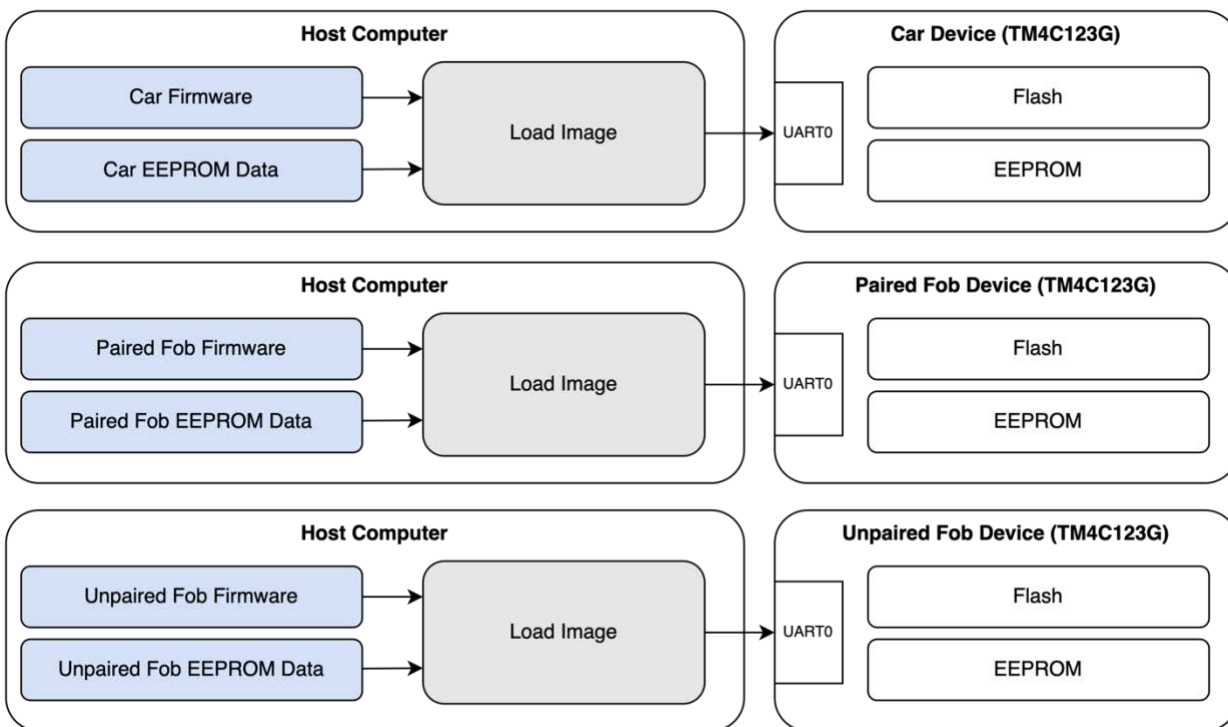 Host Computer
Car Device (TM4C123G)
Car Firmware
Car EEPROM Data
Load Image
UART0
Flash
EEPROM
Host Computer
Paired Fob Device (TM4C123G)
Paired Fob Firmware
Paired Fob EEPROM Data
Load Image
UART0
Flash
EEPROM
Host Computer
Unpaired Fob Device (TM4C123G)
Unpaired Fob Firmware
Unpaired Fob EEPROM Data
Load Image
UART0
Flash
EEPROM